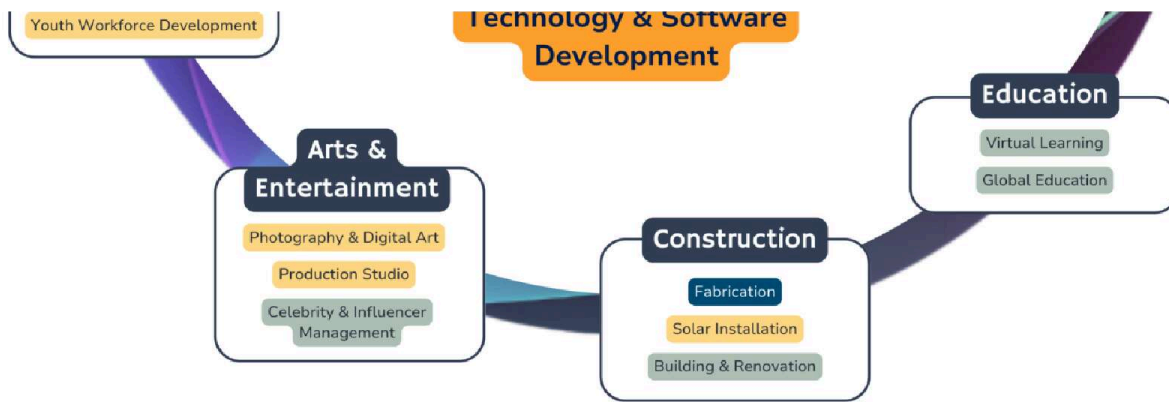 Youth Workforce Development
Technology & Software
Development
Arts &
Entertainment
Photography & Digital Art
Production Studio
Celebrity & Influencer
Management
Construction
Fabrication
Solar Installation
Building & Renovation
Education
Virtual Learning
Global Education